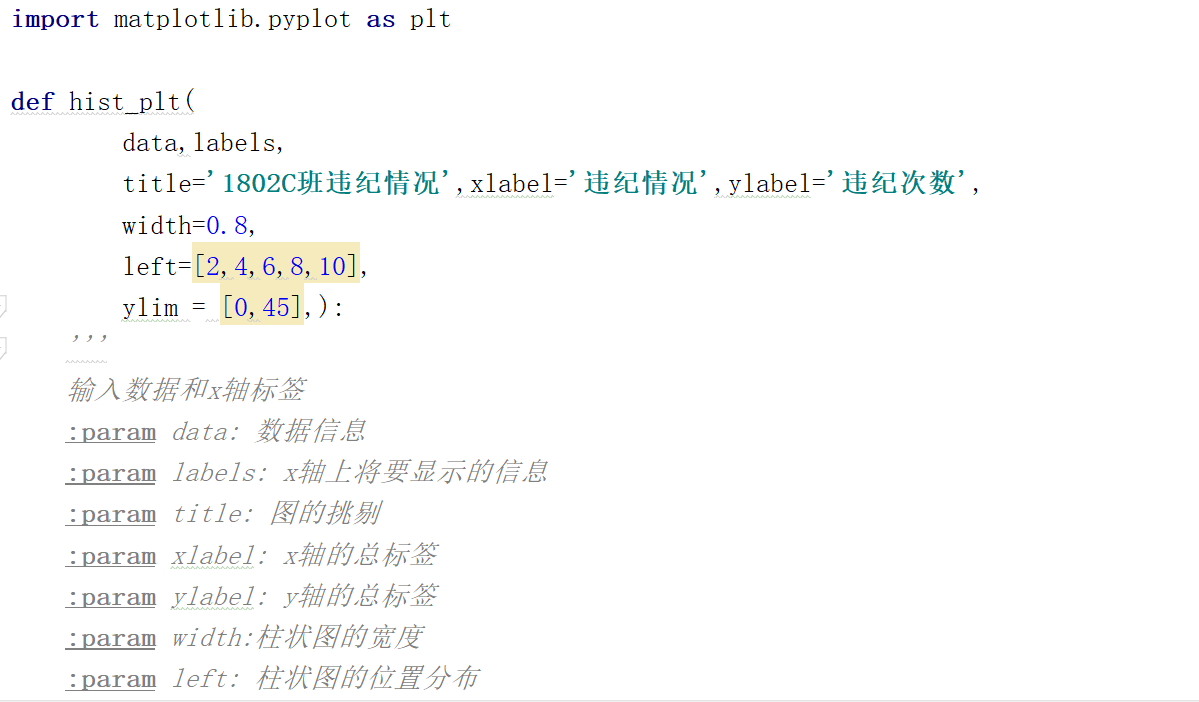 import matplotlib.pyplot as plt
def hist_plt(
data,labels,
title='1802C班违纪情况',xlabel='违纪情况',ylabel='违纪次数',
width=0.8,
left=[2,4,6,8,10],
ylim = [0,45],):
'''
输入数据和x轴标签
:param data: 数据信息
:param labels: x轴上将要显示的信息
:param title: 图的挑剔
:param xlabel: x轴的总标签
:param ylabel: y轴的总标签
:param width:柱状图的宽度
:param left: 柱状图的位置分布